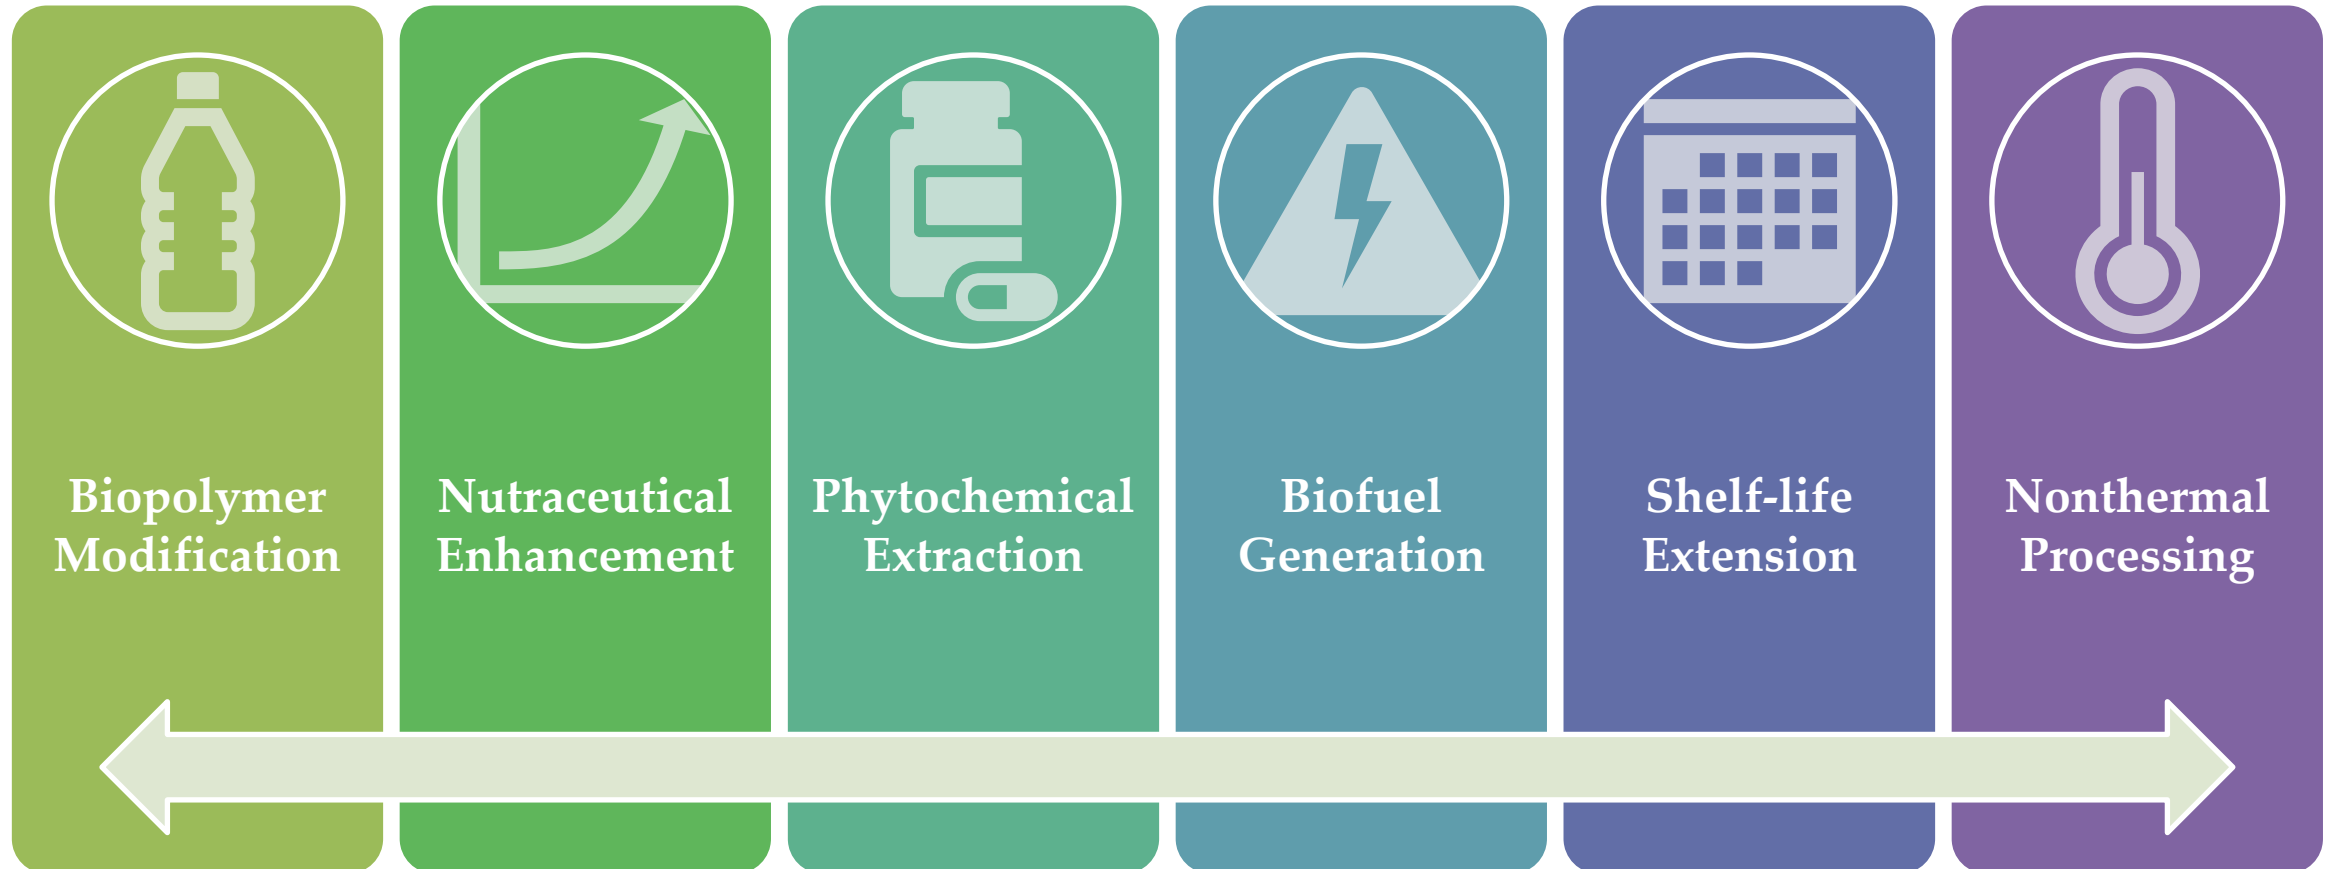 Biopolymer
Modification
Nutraceutical
Enhancement
Phytochemical
Extraction
Biofuel
Generation
Shelf-life
Extension
Nonthermal
Processing